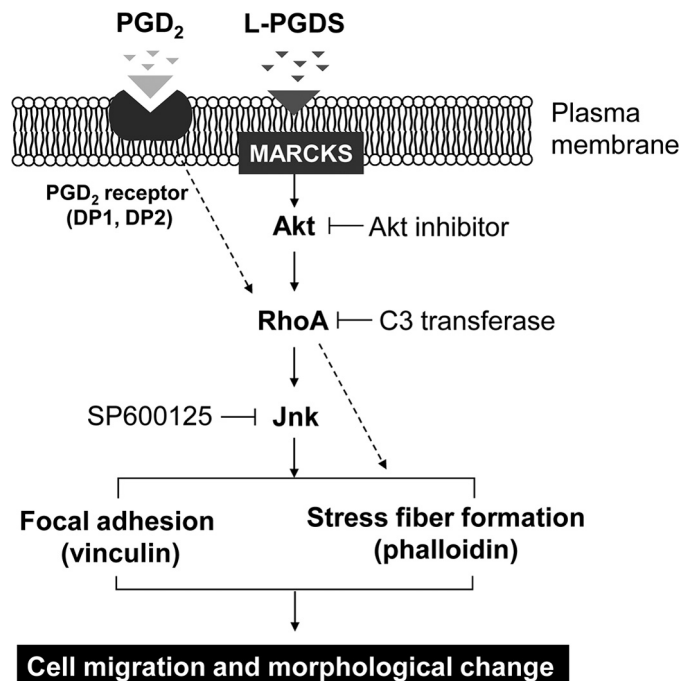 PGD₂
L-PGDS
Plasma
membrane
MARCKS
PGD₂ receptor
(DP1, DP2)
Akt
Akt inhibitor
RhoA
C3 transferase
SP600125
Jnk
Focal adhesion
(vinculin)
Stress fiber formation
(phalloidin)
Cell migration and morphological change